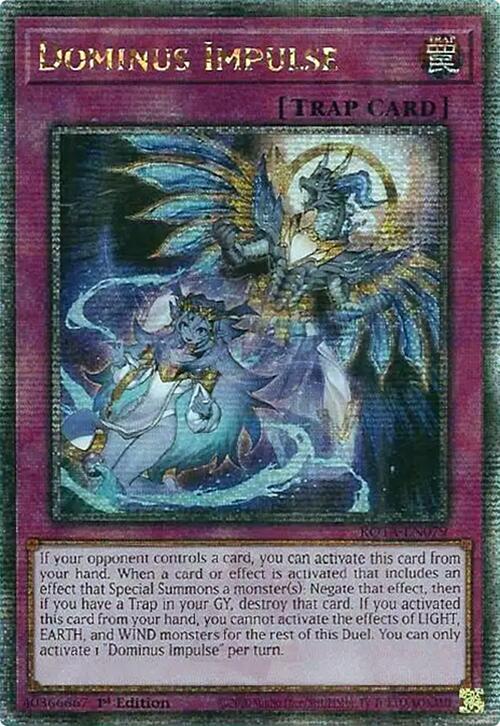 DOMINUS IMPULSE
TRAP
罠
[TRAP CARD]
ROTA-EN079
If your opponent controls a card, you can activate this card from
your hand. When a card or effect is activated that includes an
effect that Special Summons a monster(s): Negate that effect, then
if you have a Trap in your GY, destroy that card. If you activated
this card from your hand, you cannot activate the effects of LIGHT,
EARTH, and WIND monsters for the rest of this Duel. You can only
activate 1 "Dominus Impulse" per turn.
40366667 1st Edition